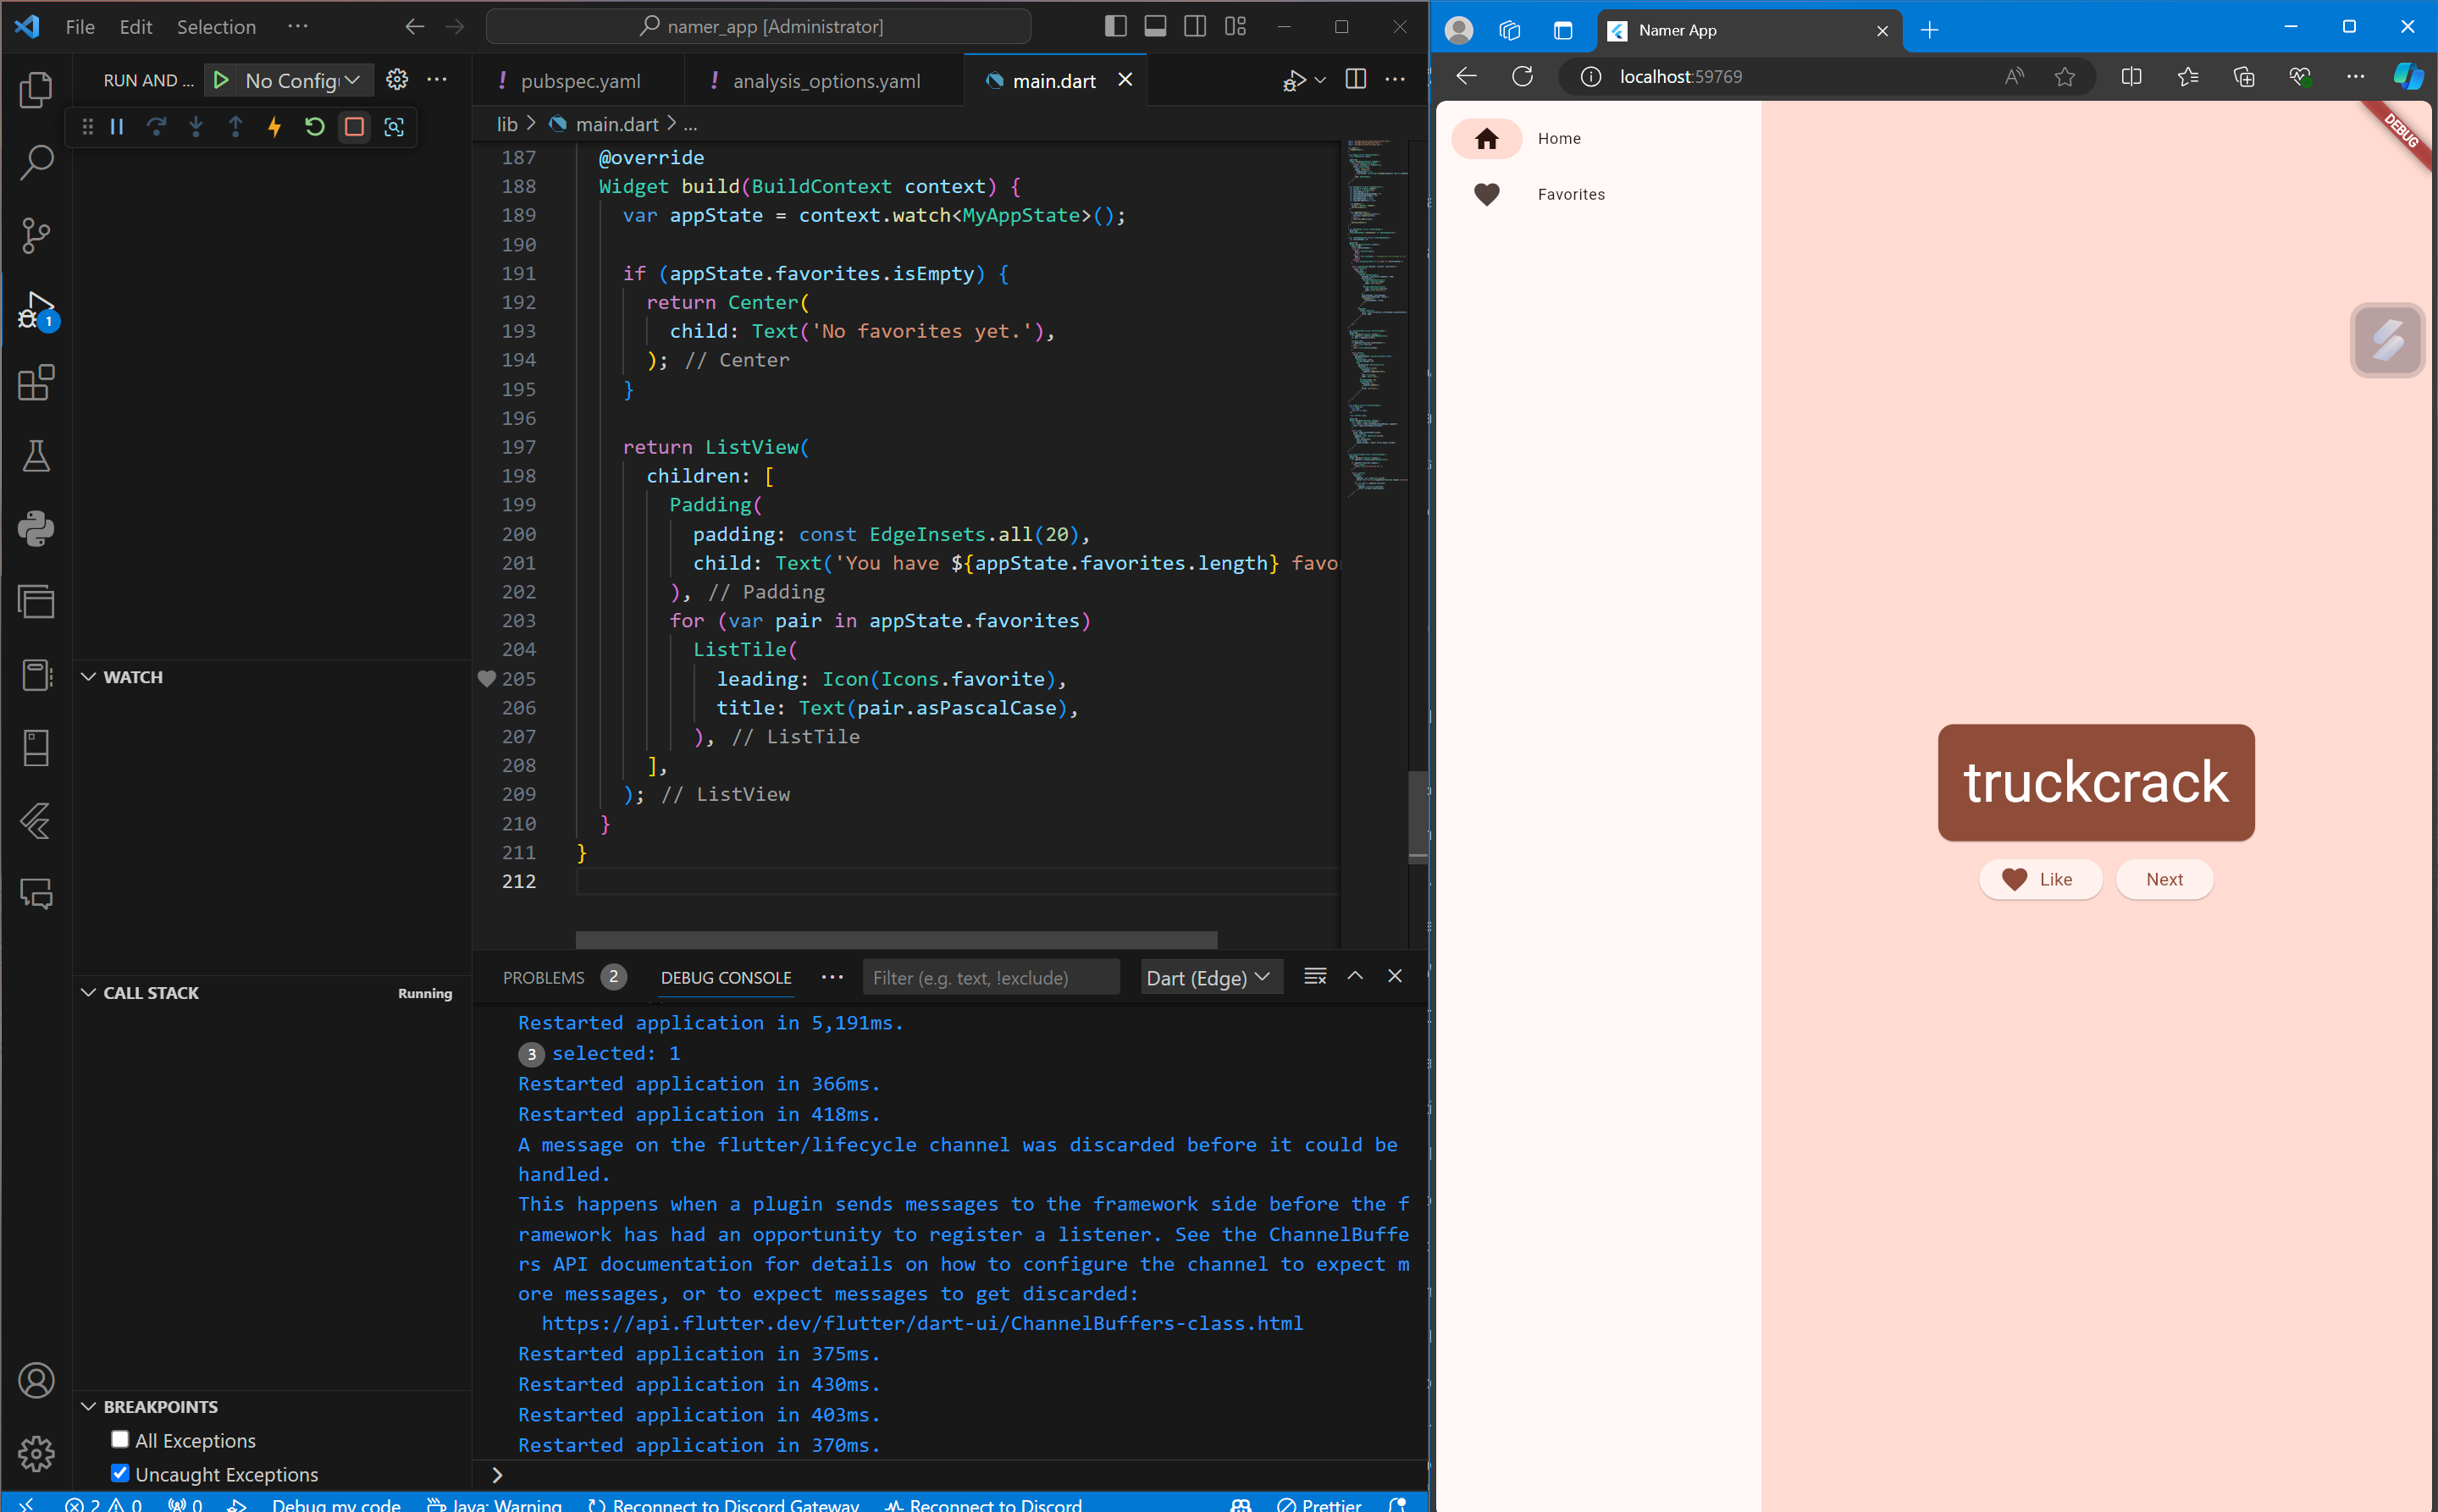 File Edit Selection ··· namer_app [Administrator]
RUN AND ... No Config
pubspec.yaml analysis_options.yaml main.dart
lib > main.dart > ...
187 @override
188 Widget build(BuildContext context) {
189 var appState = context.watch<MyAppState>();
190
191 if (appState.favorites.isEmpty) {
192 return Center(
193 child: Text('No favorites yet.'),
194 ); // Center
195 }
196
197 return ListView(
198 children: [
199 Padding(
200 padding: const EdgeInsets.all(20),
201 child: Text('You have ${appState.favorites.length} favo
202 ), // Padding
203 for (var pair in appState.favorites)
204 ListTile(
205 leading: Icon(Icons.favorite),
206 title: Text(pair.asPascalCase),
207 ), // ListTile
208 ],
209 ); // ListView
210 }
211 }
212
1
WATCH
CALL STACK Running
BREAKPOINTS
All Exceptions
Uncaught Exceptions
PROBLEMS 2 DEBUG CONSOLE ··· Filter (e.g. text, !exclude) Dart (Edge)
Restarted application in 5,191ms.
3 selected: 1
Restarted application in 366ms.
Restarted application in 418ms.
A message on the flutter/lifecycle channel was discarded before it could be
handled.
This happens when a plugin sends messages to the framework side before the f
ramework has had an opportunity to register a listener. See the ChannelBuffe
rs API documentation for details on how to configure the channel to expect m
ore messages, or to expect messages to get discarded:
https://api.flutter.dev/flutter/dart-ui/ChannelBuffers-class.html
Restarted application in 375ms.
Restarted application in 430ms.
Restarted application in 403ms.
Restarted application in 370ms.
>
2 0 0 Debug my code Java: Warning Reconnect to Discord Gateway Reconnect to Discord Prettier
Namer App
localhost:59769
DEBUG
Home
Favorites
truckcrack
Like Next